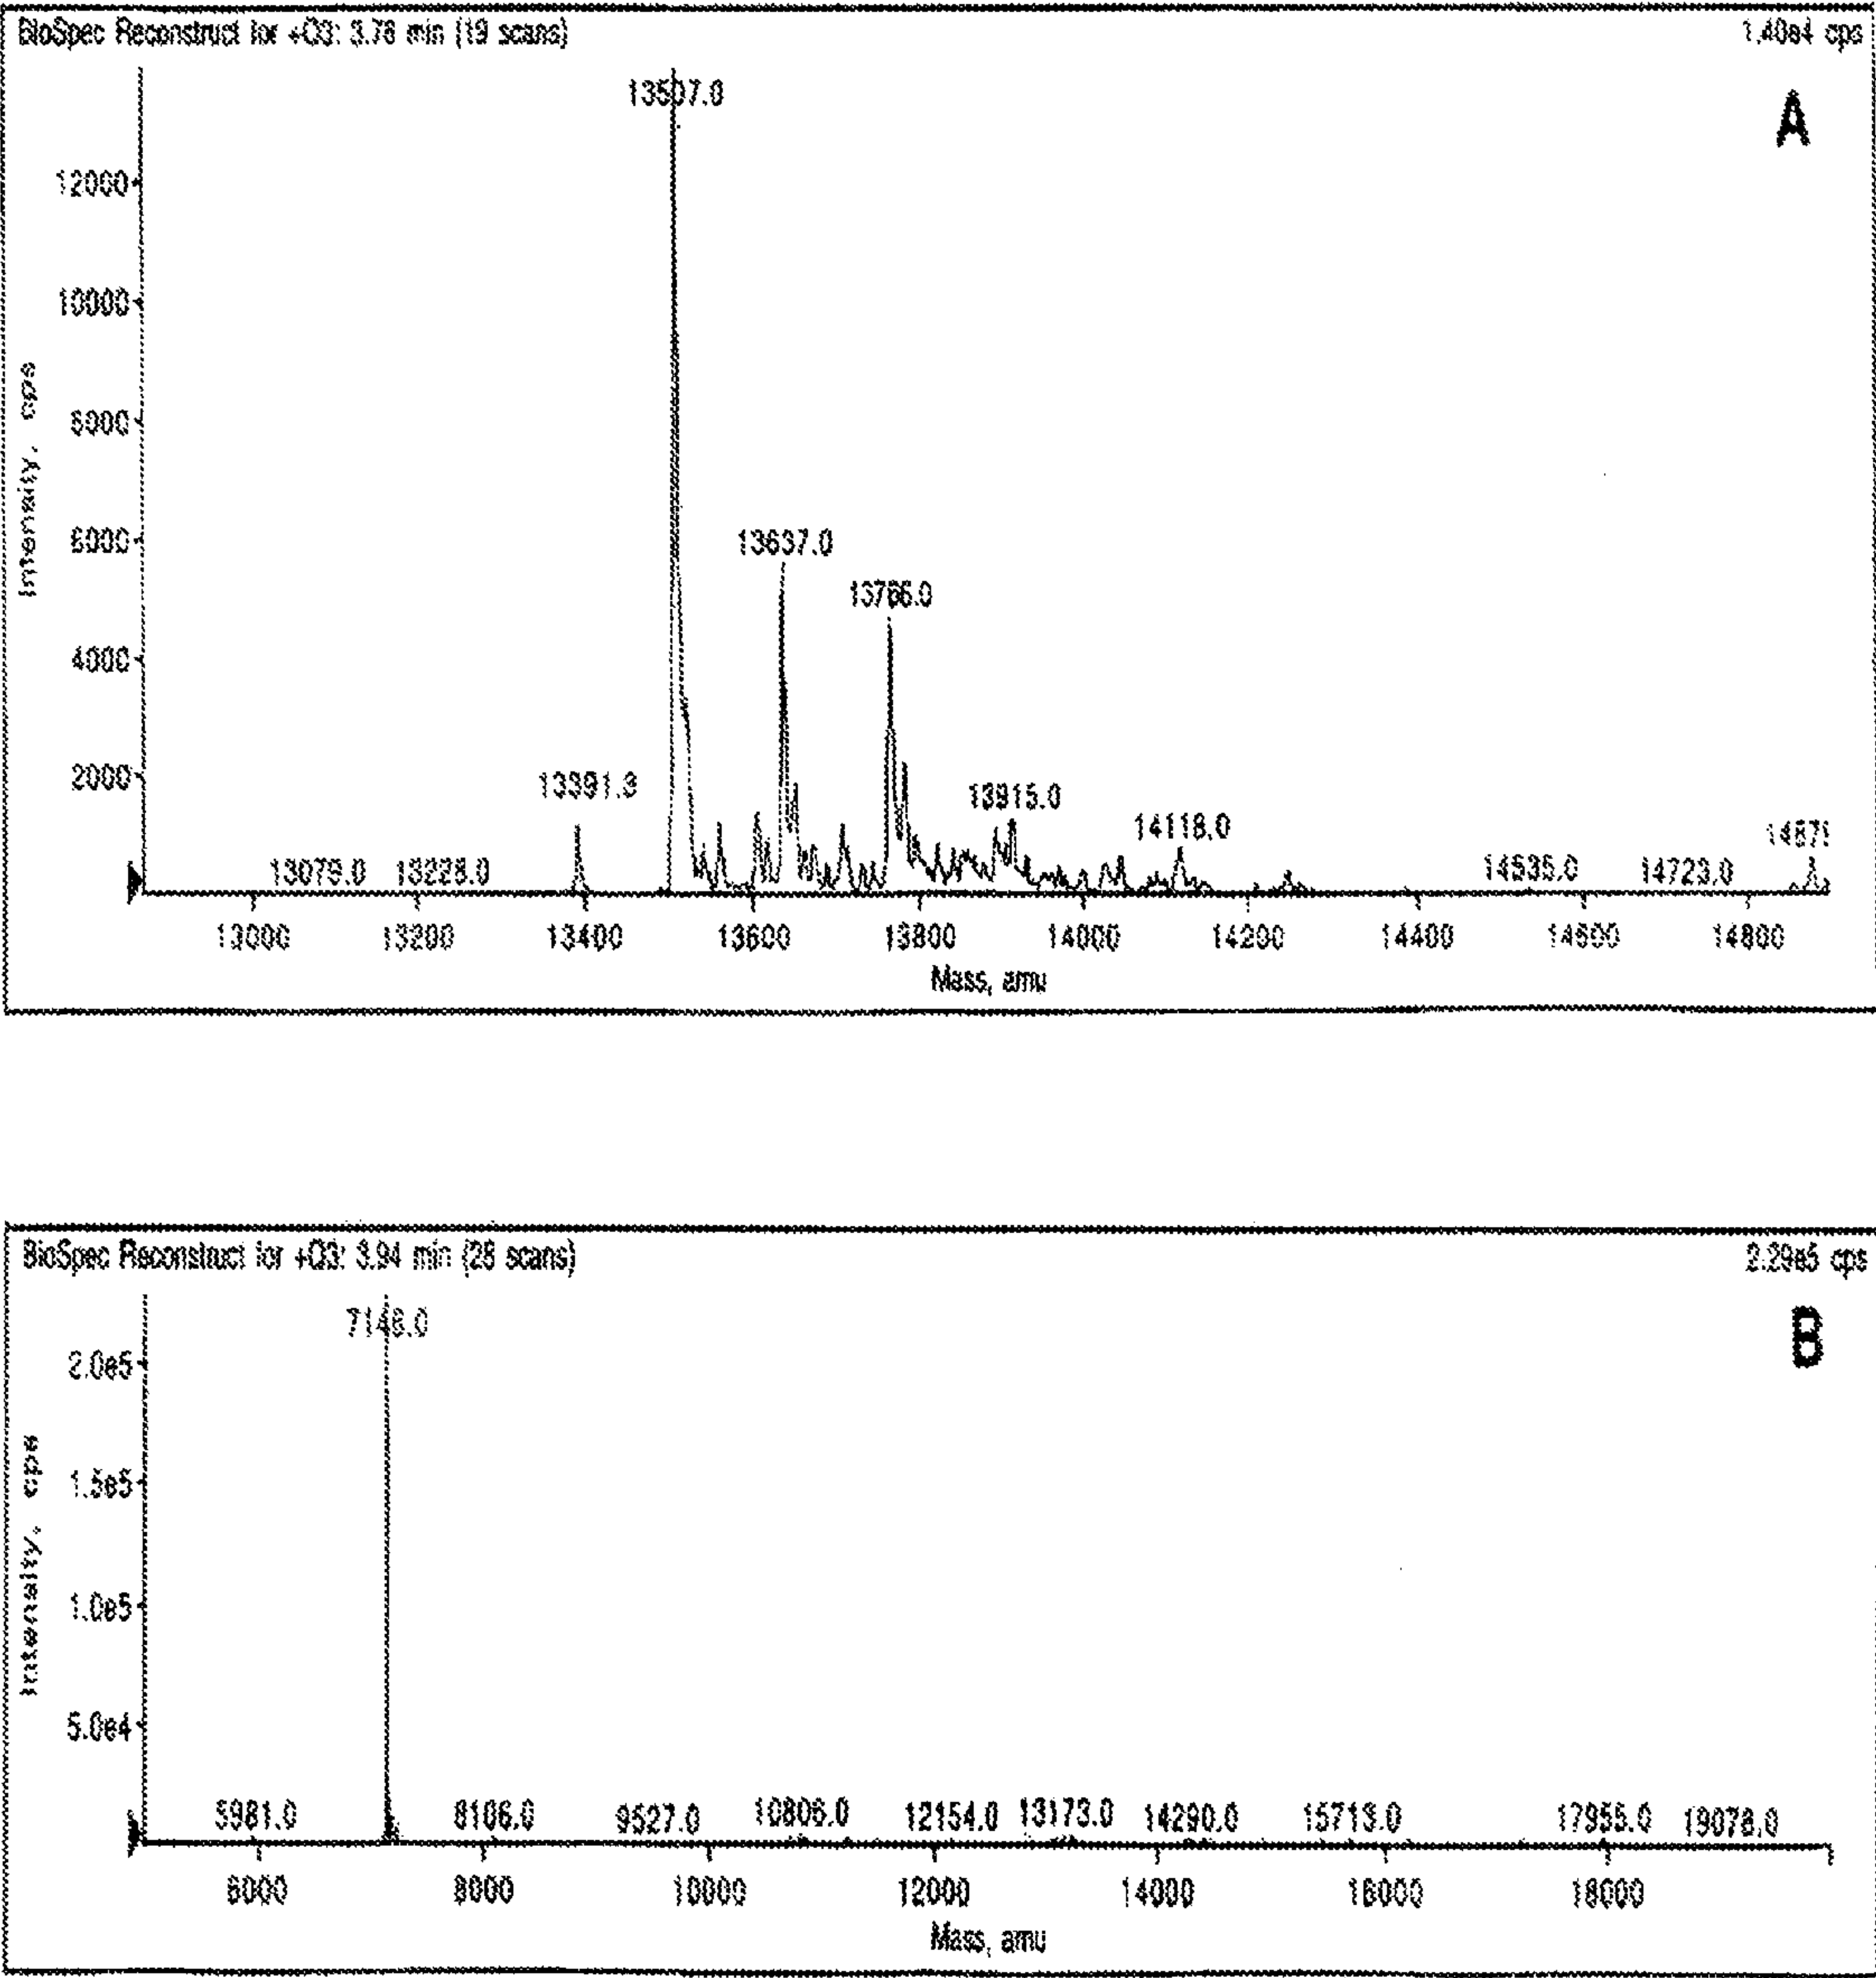 BioSpec Reconstruct for +Q3: 3.78 min (19 scans)
1.40e4 cps
A
13507.0
12000
10000
8000
6000
4000
2000
Intensity, cps
13637.0
13766.0
13391.3
13915.0
14118.0
13079.0
13228.0
14535.0
14723.0
13000 13200 13400 13600 13800 14000 14200 14400 14600 14800
Mass, amu
BioSpec Reconstruct for +Q3: 3.94 min (28 scans)
2.29e5 cps
B
2.0e5
1.5e5
1.0e5
5.0e4
Intensity, cps
5981.0 8106.0 9527.0 10806.0 12154.0 13173.0 14290.0 15713.0 17955.0 19078.0
6000 8000 10000 12000 14000 16000 18000
Mass, amu